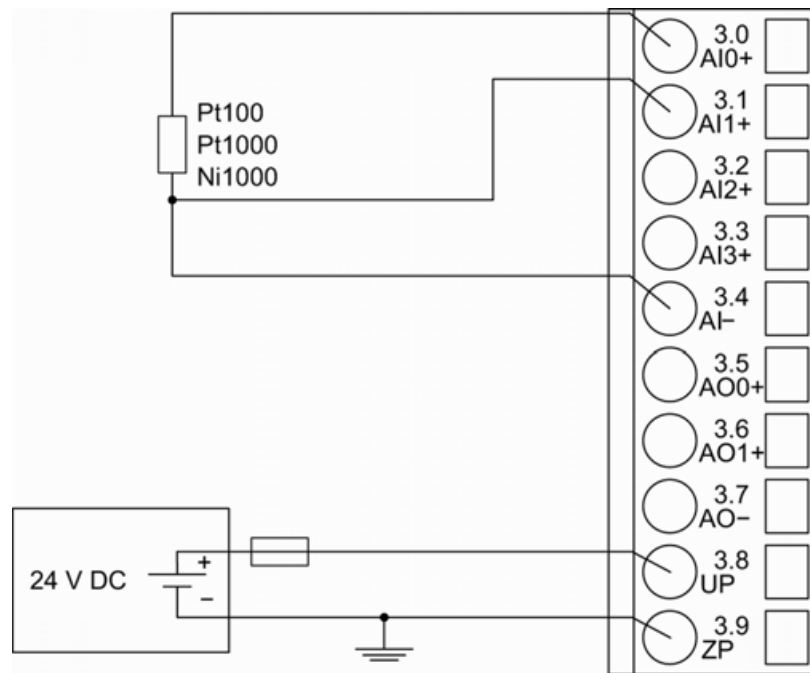 3.0
AI0+
3.1
AI1+
Pt100
Pt1000
Ni1000
3.2
AI2+
3.3
AI3+
3.4
AI−
3.5
AO0+
3.6
AO1+
3.7
AO−
24 V DC
+
−
3.8
UP
3.9
ZP